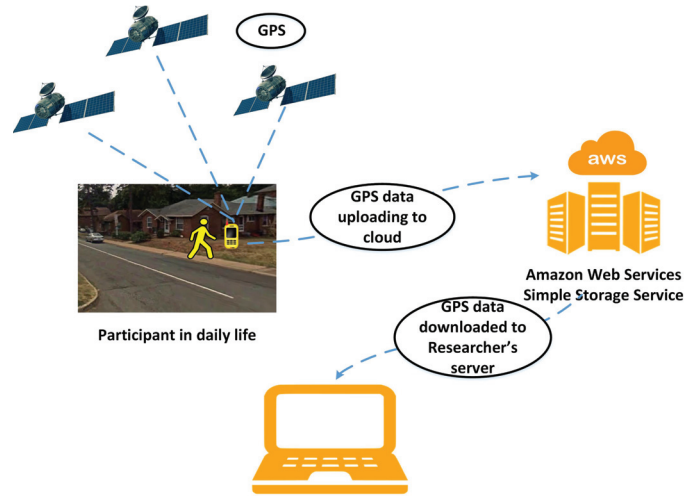 GPS
GPS data
uploading to
cloud
aws
Amazon Web Services
Simple Storage Service
Participant in daily life
GPS data
downloaded to
Researcher's
server